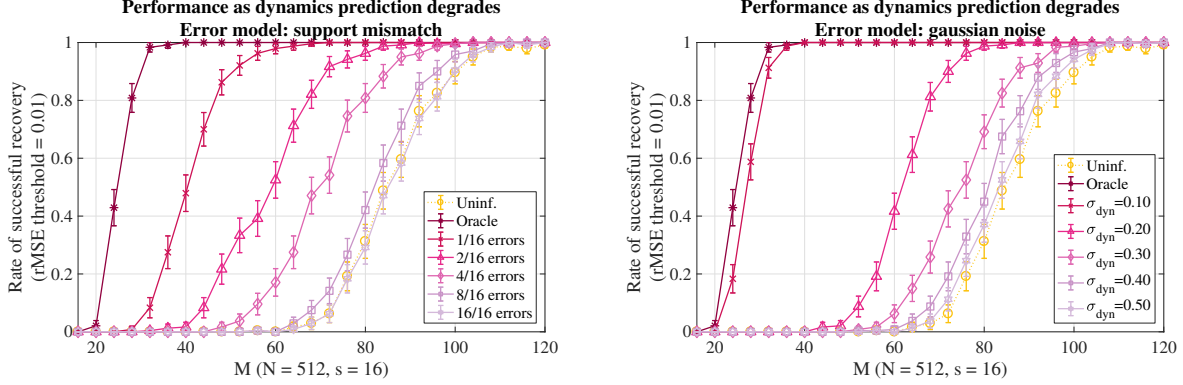 Performance as dynamics prediction degrades
Error model: support mismatch
Rate of successful recovery
(rMSE threshold = 0.01)
1
0.8
0.6
0.4
0.2
0
20
40
60
80
100
120
M (N = 512, s = 16)
Uninf.
Oracle
1/16 errors
2/16 errors
4/16 errors
8/16 errors
16/16 errors
Performance as dynamics prediction degrades
Error model: gaussian noise
Rate of successful recovery
(rMSE threshold = 0.01)
1
0.8
0.6
0.4
0.2
0
20
40
60
80
100
120
M (N = 512, s = 16)
Uninf.
Oracle
σ_dyn=0.10
σ_dyn=0.20
σ_dyn=0.30
σ_dyn=0.40
σ_dyn=0.50